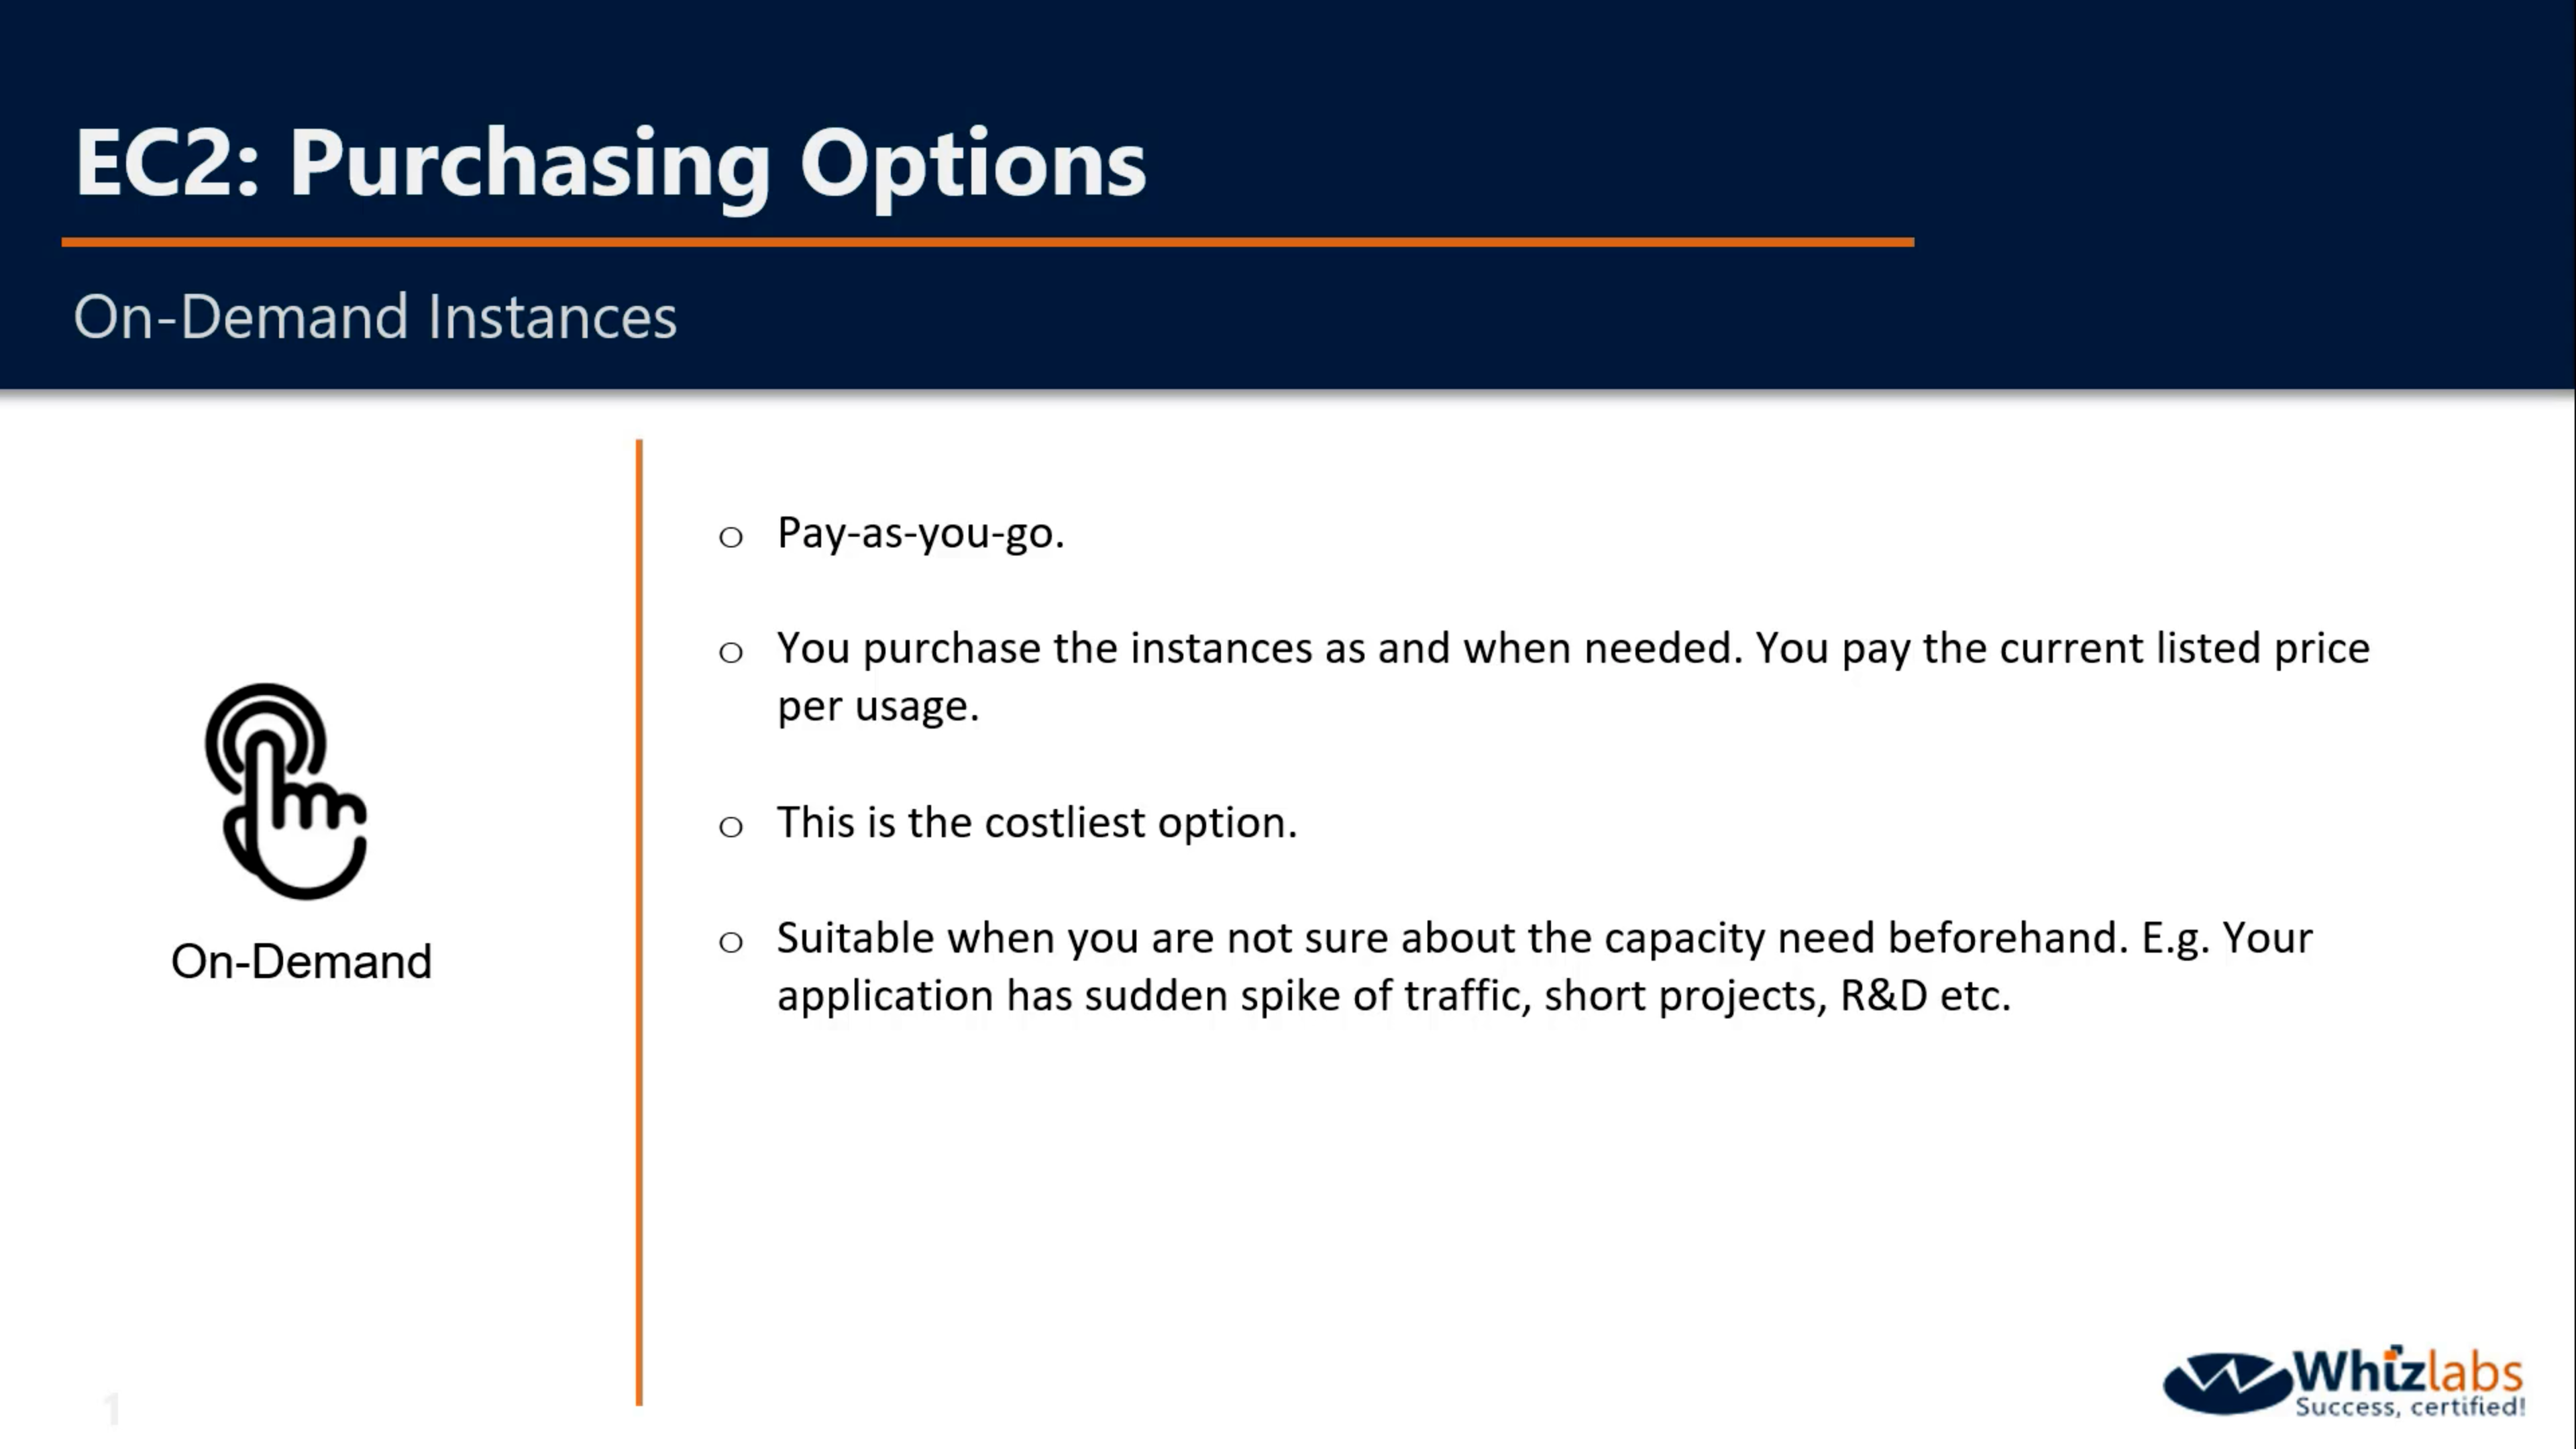 EC2: Purchasing Options
On-Demand Instances
On-Demand
o Pay-as-you-go.
o You purchase the instances as and when needed. You pay the current listed price
per usage.
o This is the costliest option.
o Suitable when you are not sure about the capacity need beforehand. E.g. Your
application has sudden spike of traffic, short projects, R&D etc.
1
Whizlabs
Success, certified!